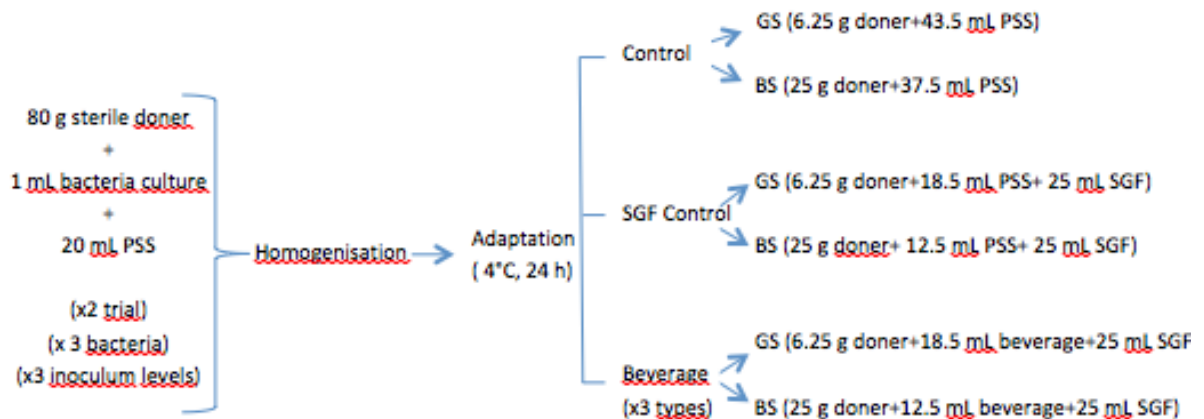 80 g sterile doner
+
1 mL bacteria culture
+
20 mL PSS
(x2 trial)
(x 3 bacteria)
(x3 inoculum levels)
Homogenisation
Adaptation
( 4°C, 24 h)
Control
GS (6.25 g doner+43.5 mL PSS)
BS (25 g doner+37.5 mL PSS)
SGF Control
GS (6.25 g doner+18.5 mL PSS+ 25 mL SGF)
BS (25 g doner+ 12.5 mL PSS+ 25 mL SGF)
Beverage
(x3 types)
GS (6.25 g doner+18.5 mL beverage+25 mL SGF
BS (25 g doner+12.5 mL beverage+25 mL SGF)